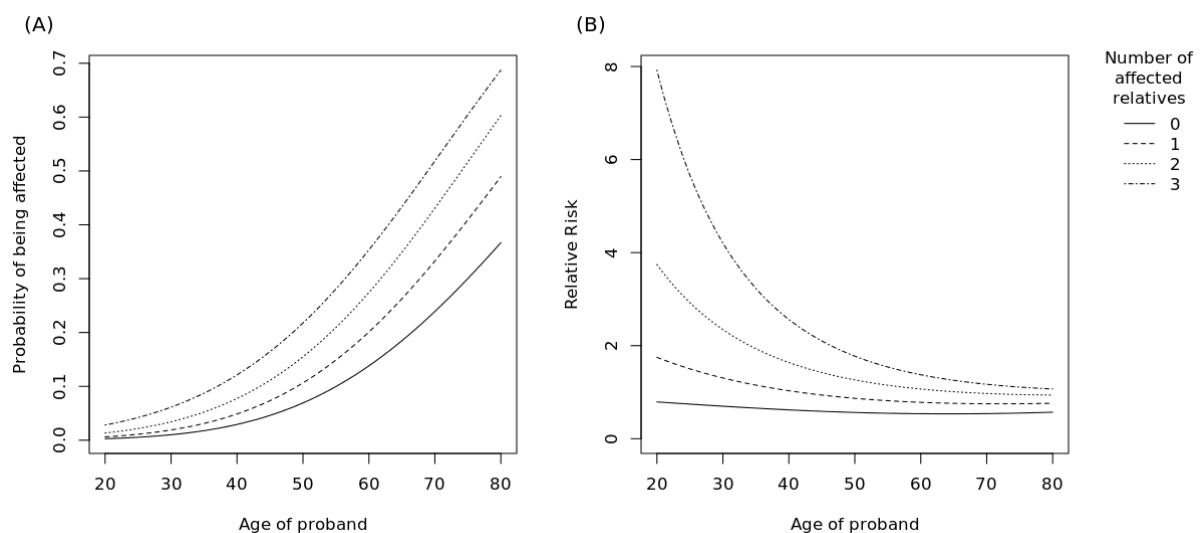 (A)
Probability of being affected
0.7
0.6
0.5
0.4
0.3
0.2
0.1
0.0
20 30 40 50 60 70 80
Age of proband
(B)
Relative Risk
8
6
4
2
0
20 30 40 50 60 70 80
Age of proband
Number of
affected
relatives
0
1
2
3